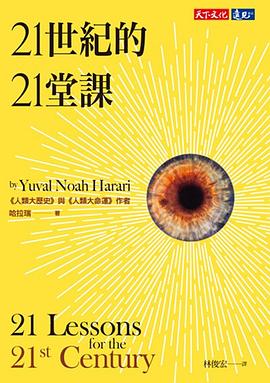 天下文化 遠見
21世紀的
21堂課
by Yuval Noah Harari
《人類大歷史》與《人類大命運》作者
哈拉瑞 著
21 Lessons
for the
21st Century
林俊宏 譯